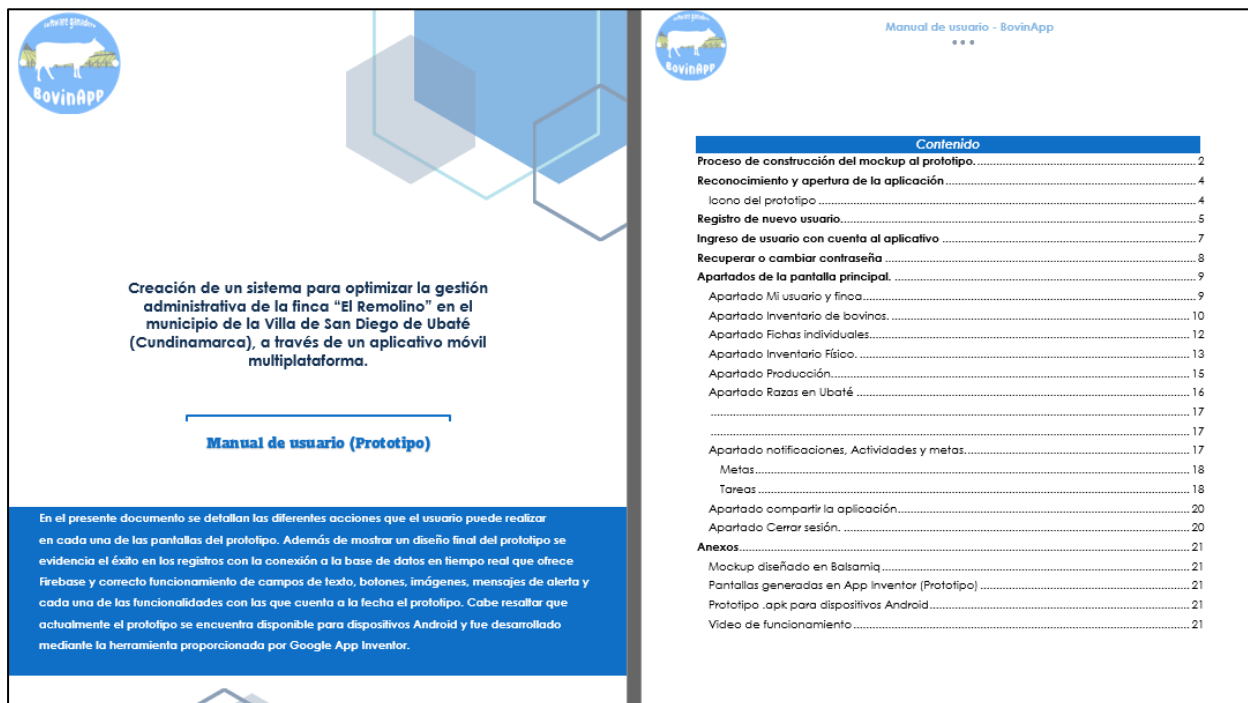 software ganadero
BovinApp
Creación de un sistema para optimizar la gestión
administrativa de la finca “El Remolino” en el
municipio de la Villa de San Diego de Ubaté
(Cundinamarca), a través de un aplicativo móvil
multiplataforma.
Manual de usuario (Prototipo)
En el presente documento se detallan las diferentes acciones que el usuario puede realizar
en cada una de las pantallas del prototipo. Además de mostrar un diseño final del prototipo se
evidencia el éxito en los registros con la conexión a la base de datos en tiempo real que ofrece
Firebase y correcto funcionamiento de campos de texto, botones, imágenes, mensajes de alerta y
cada una de las funcionalidades con las que cuenta a la fecha el prototipo. Cabe resaltar que
actualmente el prototipo se encuentra disponible para dispositivos Android y fue desarrollado
mediante la herramienta proporcionada por Google App Inventor.
software ganadero
BovinApp
Manual de usuario - BovinApp
Contenido
Proceso de construcción del mockup al prototipo. 2
Reconocimiento y apertura de la aplicación 4
Icono del prototipo 4
Registro de nuevo usuario. 5
Ingreso de usuario con cuenta al aplicativo 7
Recuperar o cambiar contraseña 8
Apartados de la pantalla principal. 9
Apartado Mi usuario y finca 9
Apartado Inventario de bovinos. 10
Apartado Fichas individuales 12
Apartado Inventario Físico. 13
Apartado Producción. 15
Apartado Razas en Ubaté 16
17
17
Apartado notificaciones, Actividades y metas. 17
Metas 18
Tareas 18
Apartado compartir la aplicación 20
Apartado Cerrar sesión. 20
Anexos 21
Mockup diseñado en Balsamiq 21
Pantallas generadas en App Inventor (Prototipo) 21
Prototipo .apk para dispositivos Android 21
Video de funcionamiento 21